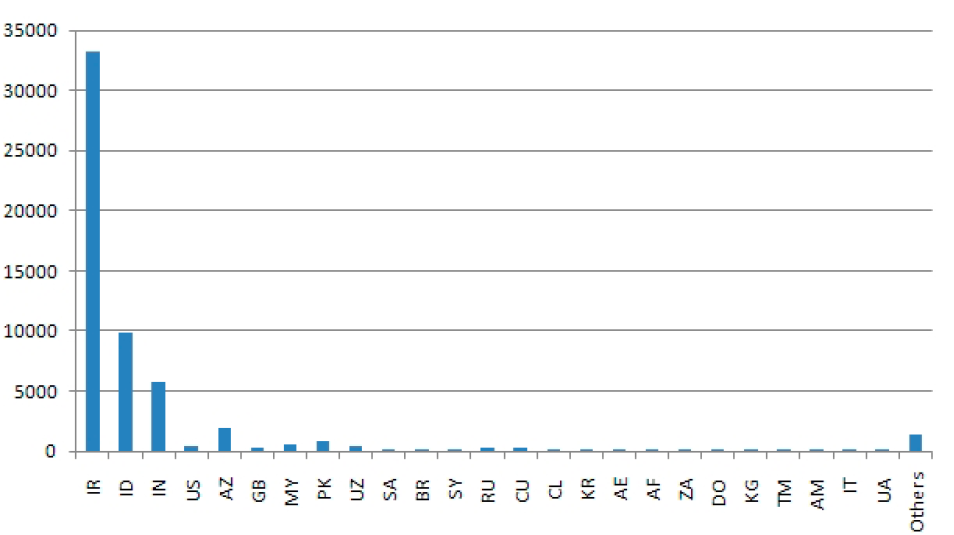 35000
30000
25000
20000
15000
10000
5000
0
IR
ID
IN
US
AZ
GB
MY
PK
UZ
SA
BR
SY
RU
CU
CL
KR
AE
AF
ZA
DO
KG
TM
AM
IT
UA
Others